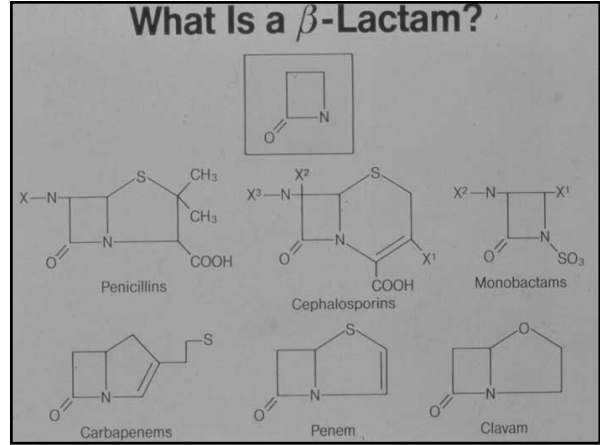 What Is a β-Lactam?
N
O
S
CH₃
X—N
CH₃
N
O
COOH
Penicillins
X²
S
X³—N
N
O
X¹
COOH
Cephalosporins
X²—N
X¹
O
N
SO₃
Monobactams
S
N
O
Carbapenems
S
N
O
Penem
O
N
O
Clavam